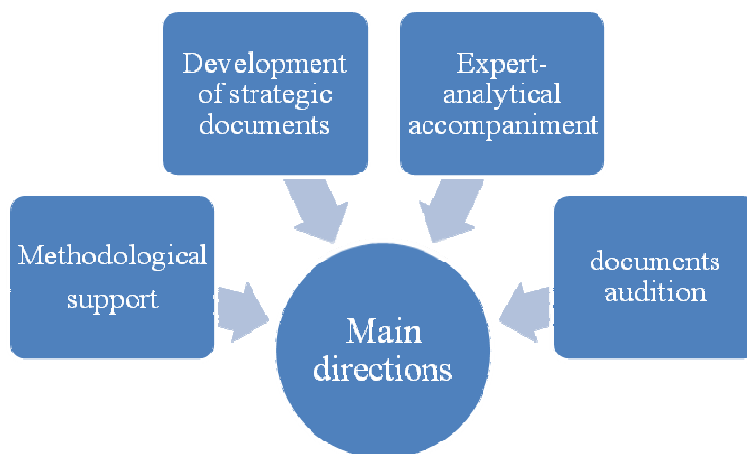 Development
of strategic
documents
Expert-
analytical
accompaniment
Methodological
support
documents
audition
Main
directions